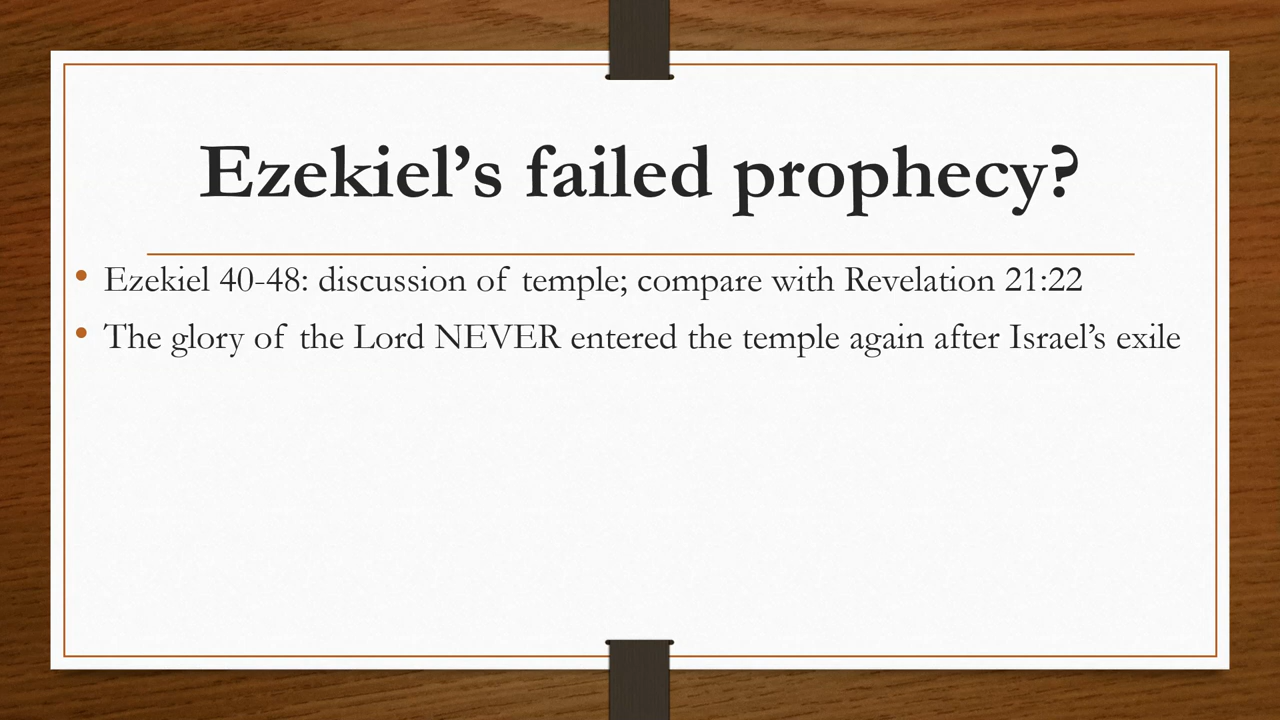 Ezekiel’s failed prophecy?
• Ezekiel 40-48: discussion of temple; compare with Revelation 21:22
• The glory of the Lord NEVER entered the temple again after Israel’s exile